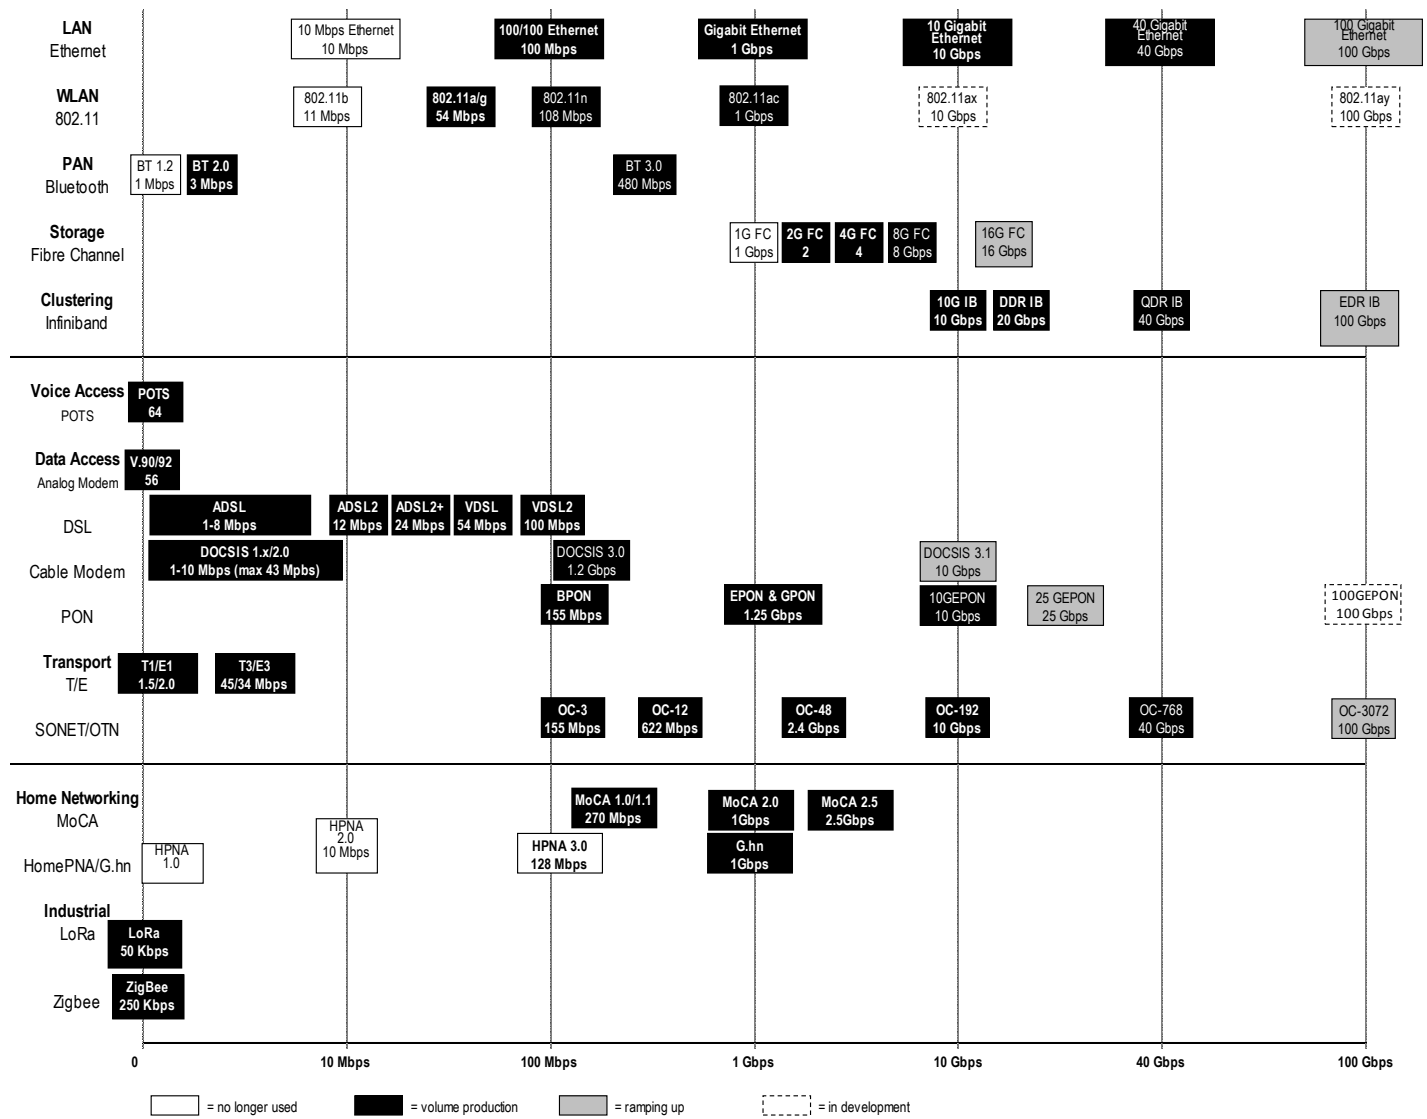 LAN
Ethernet
10 Mbps Ethernet
10 Mbps
100/100 Ethernet
100 Mbps
Gigabit Ethernet
1 Gbps
10 Gigabit
Ethernet
10 Gbps
40 Gigabit
Ethernet
40 Gbps
100 Gigabit
Ethernet
100 Gbps
WLAN
802.11
802.11b
11 Mbps
802.11a/g
54 Mbps
802.11n
108 Mbps
802.11ac
1 Gbps
802.11ax
10 Gbps
802.11ay
100 Gbps
PAN
Bluetooth
BT 1.2
1 Mbps
BT 2.0
3 Mbps
BT 3.0
480 Mbps
Storage
Fibre Channel
1G FC
1 Gbps
2G FC
2
4G FC
4
8G FC
8 Gbps
16G FC
16 Gbps
Clustering
Infiniband
10G IB
10 Gbps
DDR IB
20 Gbps
QDR IB
40 Gbps
EDR IB
100 Gbps
Voice Access
POTS
POTS
64
Data Access
Analog Modem
V.90/92
56
DSL
ADSL
1-8 Mbps
ADSL2
12 Mbps
ADSL2+
24 Mbps
VDSL
54 Mbps
VDSL2
100 Mbps
Cable Modem
DOCSIS 1.x/2.0
1-10 Mbps (max 43 Mpbs)
DOCSIS 3.0
1.2 Gbps
DOCSIS 3.1
10 Gbps
PON
BPON
155 Mbps
EPON & GPON
1.25 Gbps
10GEPON
10 Gbps
25 GEPON
25 Gbps
100GEPON
100 Gbps
Transport
T/E
T1/E1
1.5/2.0
T3/E3
45/34 Mbps
SONET/OTN
OC-3
155 Mbps
OC-12
622 Mbps
OC-48
2.4 Gbps
OC-192
10 Gbps
OC-768
40 Gbps
OC-3072
100 Gbps
Home Networking
MoCA
MoCA 1.0/1.1
270 Mbps
MoCA 2.0
1Gbps
MoCA 2.5
2.5Gbps
HomePNA/G.hn
HPNA
1.0
HPNA
2.0
10 Mbps
HPNA 3.0
128 Mbps
G.hn
1Gbps
Industrial
LoRa
LoRa
50 Kbps
Zigbee
ZigBee
250 Kbps
0
10 Mbps
100 Mbps
1 Gbps
10 Gbps
40 Gbps
100 Gbps
= no longer used
= volume production
= ramping up
= in development